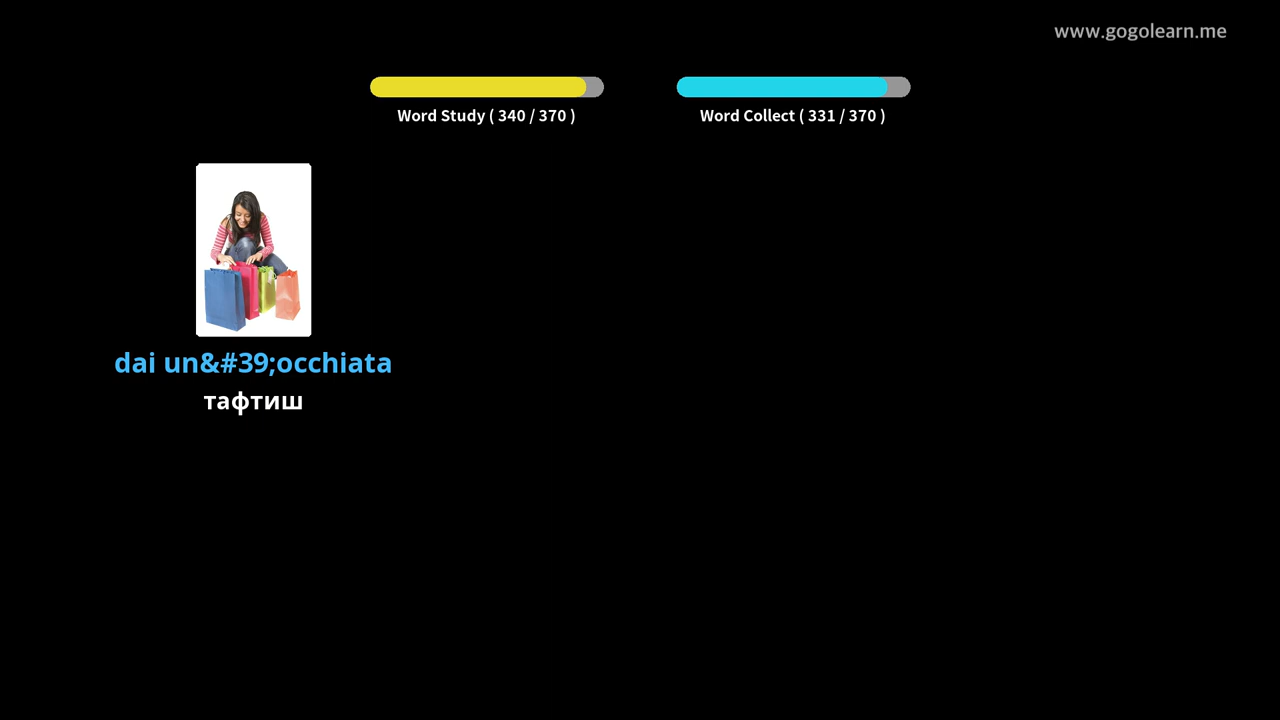 www.gogolearn.me
Word Study ( 340 / 370 )
Word Collect ( 331 / 370 )
dai un&#39;occhiata
тафтиш